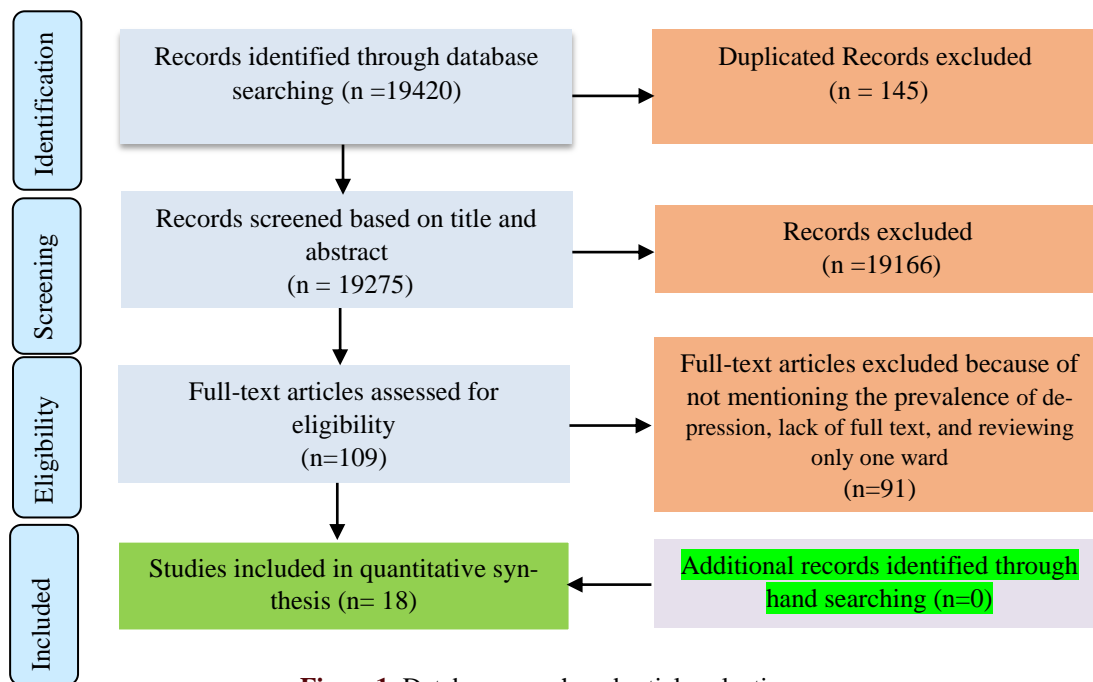 Identification
Records identified through database
searching (n =19420)
Duplicated Records excluded
(n = 145)
Screening
Records screened based on title and
abstract
(n = 19275)
Records excluded
(n =19166)
Eligibility
Full-text articles assessed for
eligibility
(n=109)
Full-text articles excluded because of
not mentioning the prevalence of de-
pression, lack of full text, and reviewing
only one ward
(n=91)
Included
Studies included in quantitative syn-
thesis (n= 18)
Additional records identified through
hand searching (n=0)